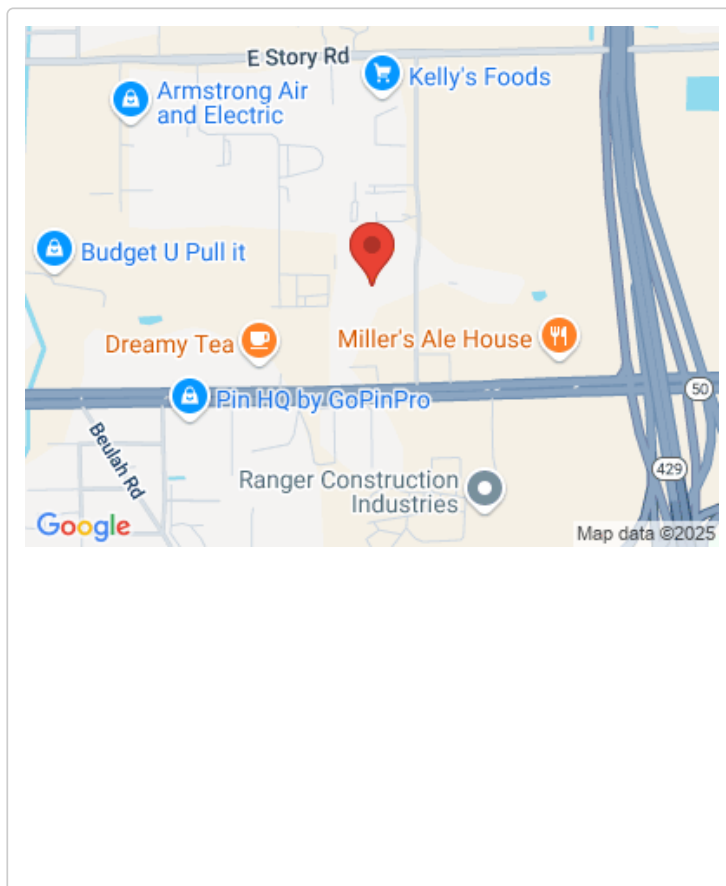 E Story Rd
Kelly's Foods
Armstrong Air
and Electric
Budget U Pull it
Dreamy Tea
Miller's Ale House
Pin HQ by GoPinPro
50
Beulah Rd
429
Ranger Construction
Industries
Google
Map data ©2025